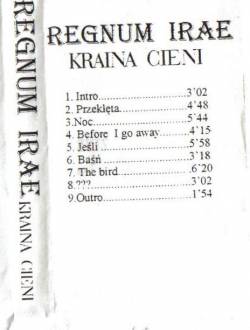 REGNUM IRAE
KRAINA CIENI
REGNUM IRAE
KRAINA CIENI
1. Intro.......................3'02
2. Przeklęta.................4'48
3.Noc.........................5'44
4. Before I go away.........4'15
5. Jeśli ......................5'58
6. Baśń.......................3'18
7. The bird..................6'20
8.???.........................3'02
9.Outro.......................1'54